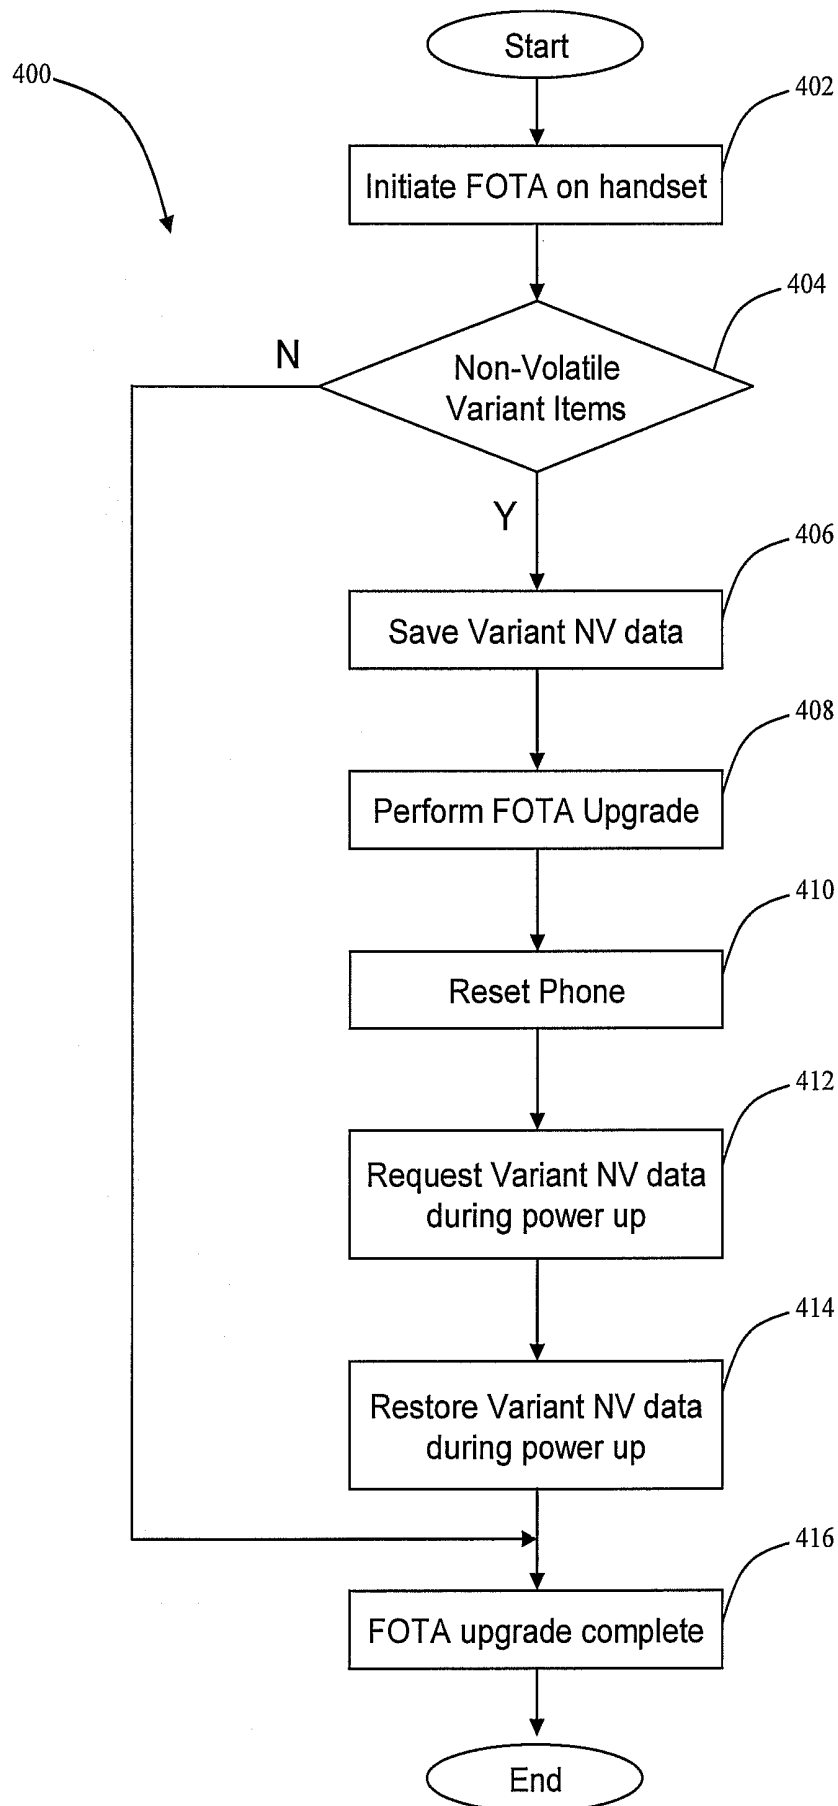 Start
400
402
Initiate FOTA on handset
404
N
Non-Volatile
Variant Items
Y
406
Save Variant NV data
408
Perform FOTA Upgrade
410
Reset Phone
412
Request Variant NV data
during power up
414
Restore Variant NV data
during power up
416
FOTA upgrade complete
End